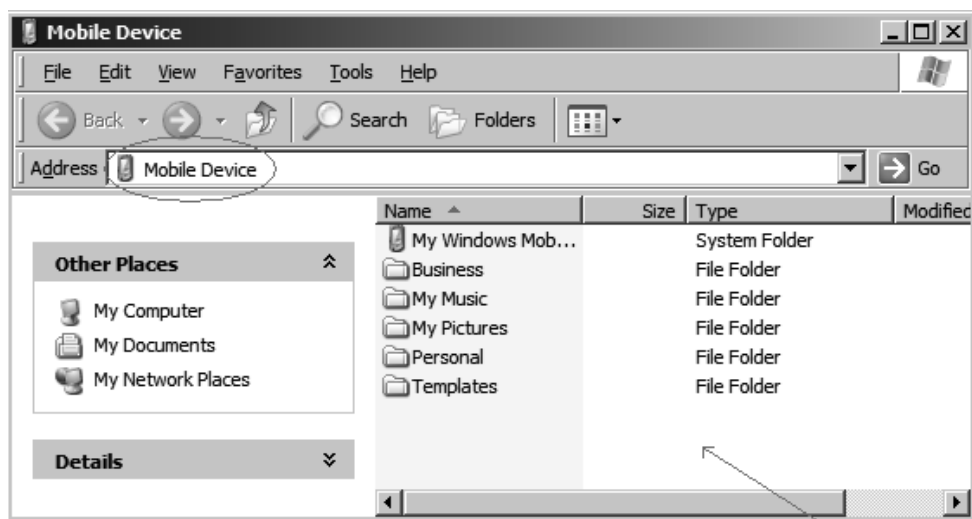 Mobile Device
File Edit View Favorites Tools Help
Back Search Folders
Address Mobile Device Go
Name Size Type Modified
My Windows Mob... System Folder
Business File Folder
My Music File Folder
My Pictures File Folder
Personal File Folder
Templates File Folder
Other Places
My Computer
My Documents
My Network Places
Details